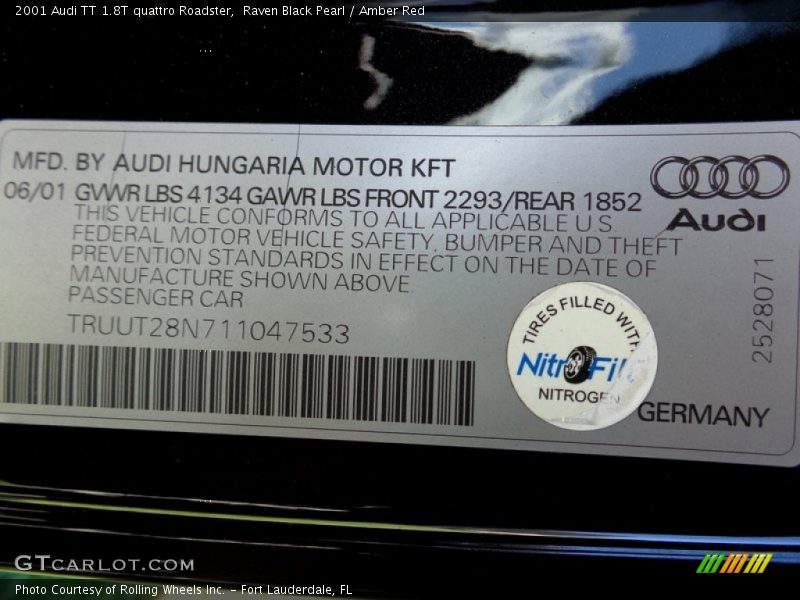 2001 Audi TT 1.8T quattro Roadster,  Raven Black Pearl / Amber Red
MFD. BY AUDI HUNGARIA MOTOR KFT
06/01 GVWR LBS 4134 GAWR LBS FRONT 2293/REAR 1852
THIS VEHICLE CONFORMS TO ALL APPLICABLE U S
FEDERAL MOTOR VEHICLE SAFETY, BUMPER AND THEFT
PREVENTION STANDARDS IN EFFECT ON THE DATE OF
MANUFACTURE SHOWN ABOVE
PASSENGER CAR
TRUUT28N711047533
Audi
2528071
TIRES FILLED WITH
NitroFill
NITROGEN
GERMANY
GTCARLOT.COM
Photo Courtesy of Rolling Wheels Inc. - Fort Lauderdale, FL